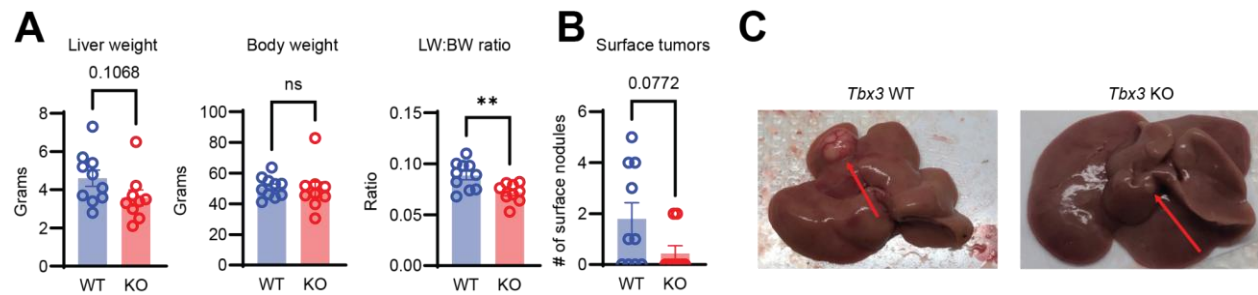 A
Liver weight
0.1068
8
6
4
2
0
Grams
WT KO
Body weight
ns
100
80
60
40
20
0
Grams
WT KO
LW:BW ratio
**
0.15
0.10
0.05
0.00
Ratio
WT KO
B
Surface tumors
0.0772
6
4
2
0
# of surface nodules
WT KO
C
Tbx3 WT
Tbx3 KO